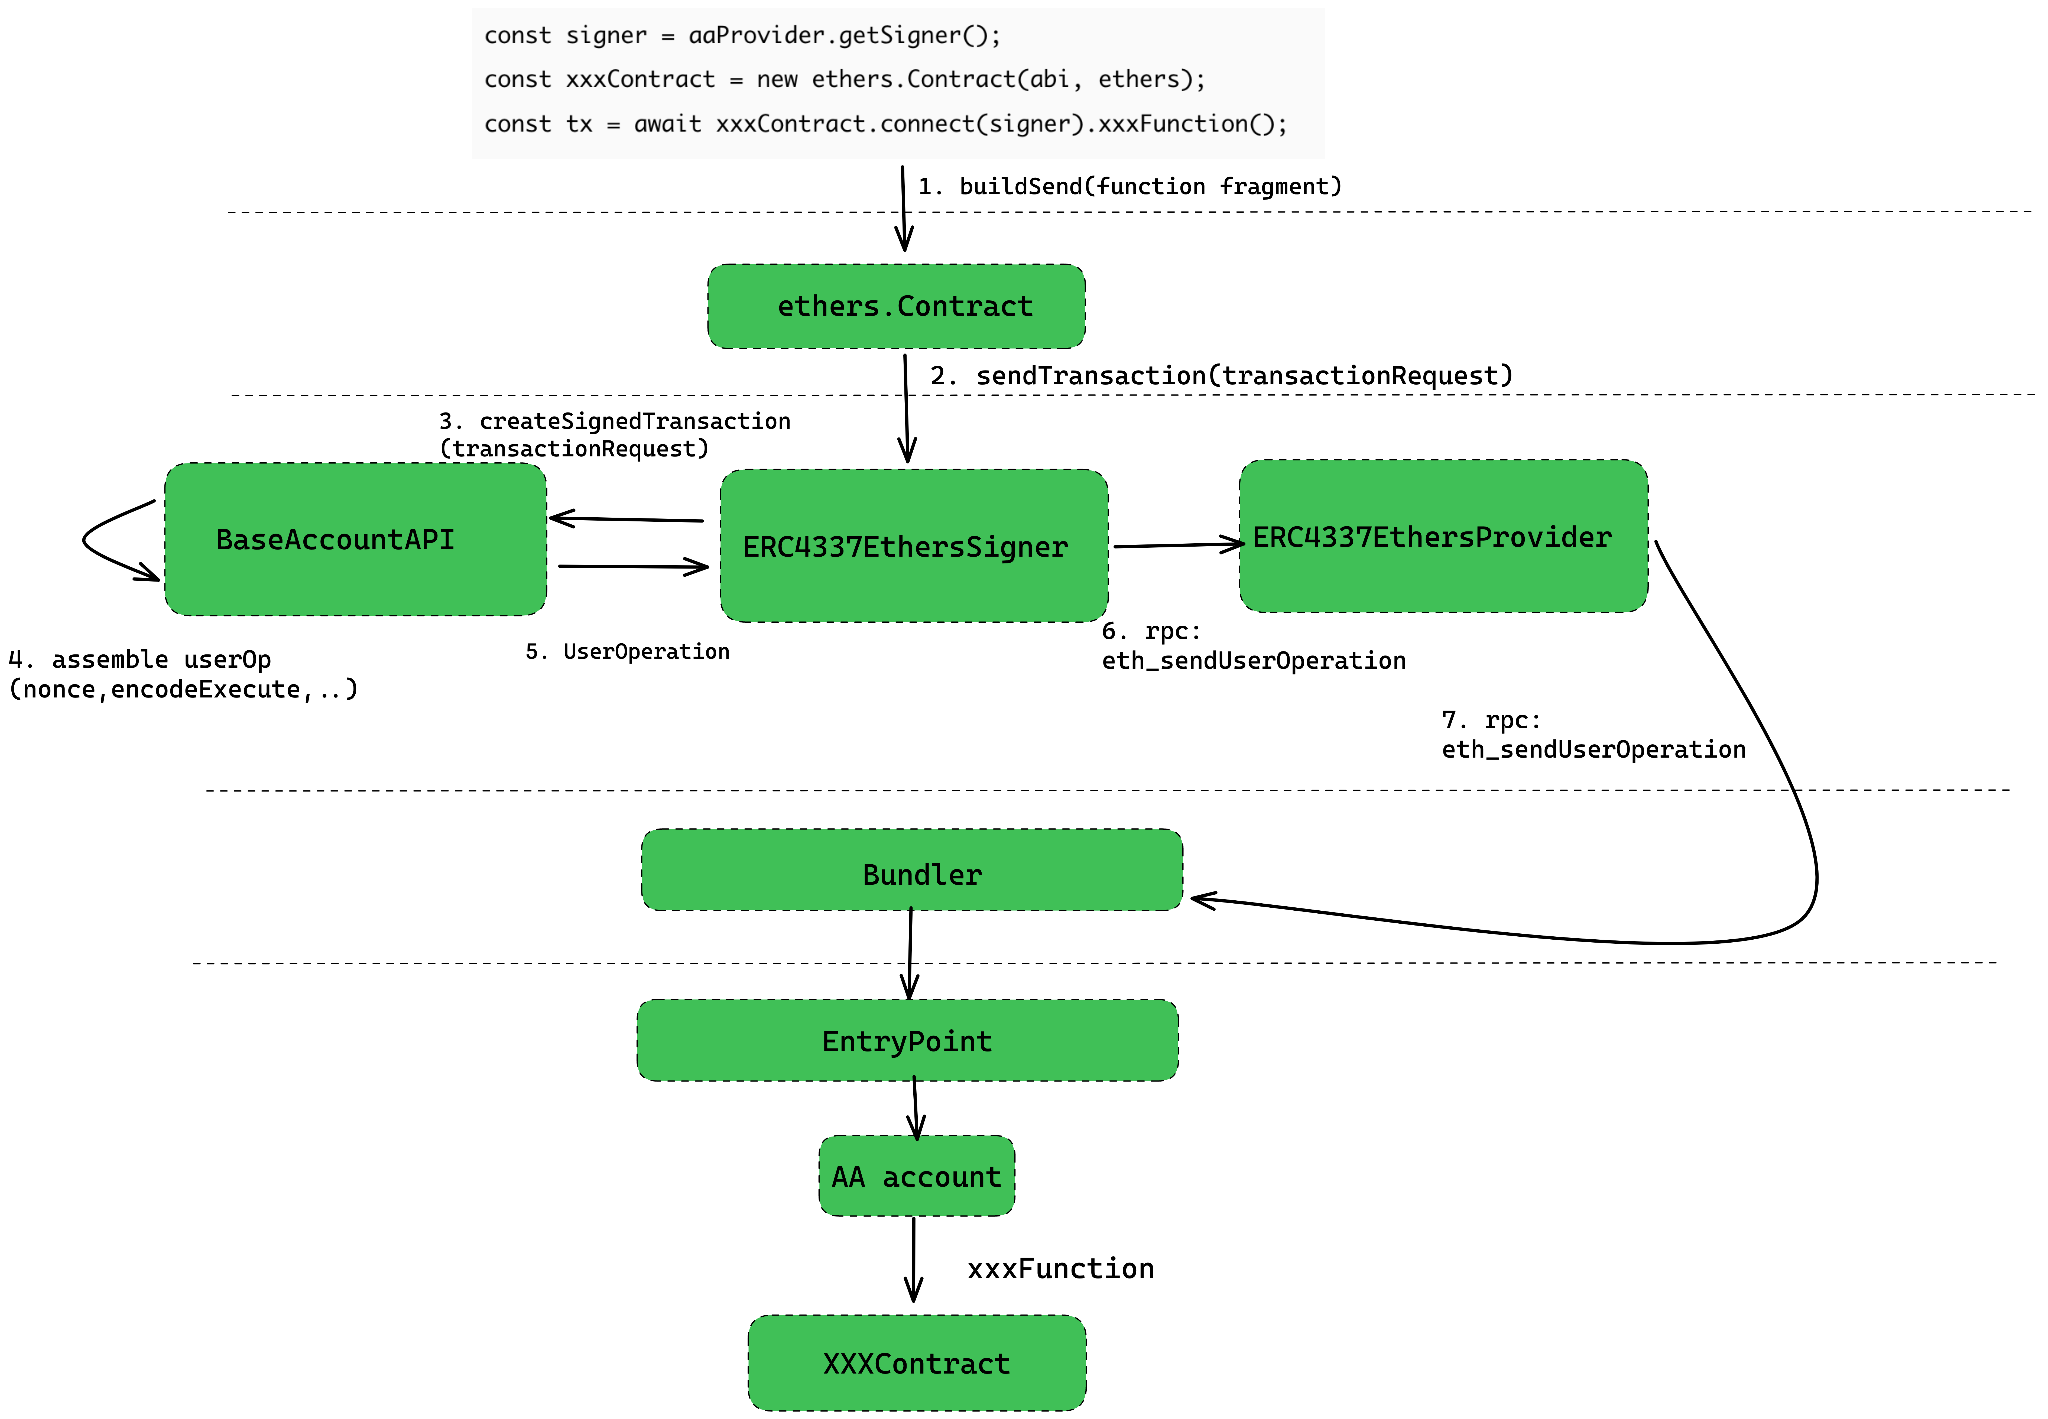 const signer = aaProvider.getSigner();
const xxxContract = new ethers.Contract(abi, ethers);
const tx = await xxxContract.connect(signer).xxxFunction();
1. buildSend(function fragment)
ethers.Contract
2. sendTransaction(transactionRequest)
3. createSignedTransaction
(transactionRequest)
BaseAccountAPI
ERC4337EthersSigner
ERC4337EthersProvider
4. assemble userOp
(nonce,encodeExecute,..)
5. UserOperation
6. rpc:
eth_sendUserOperation
7. rpc:
eth_sendUserOperation
Bundler
EntryPoint
AA account
xxxFunction
XXXContract